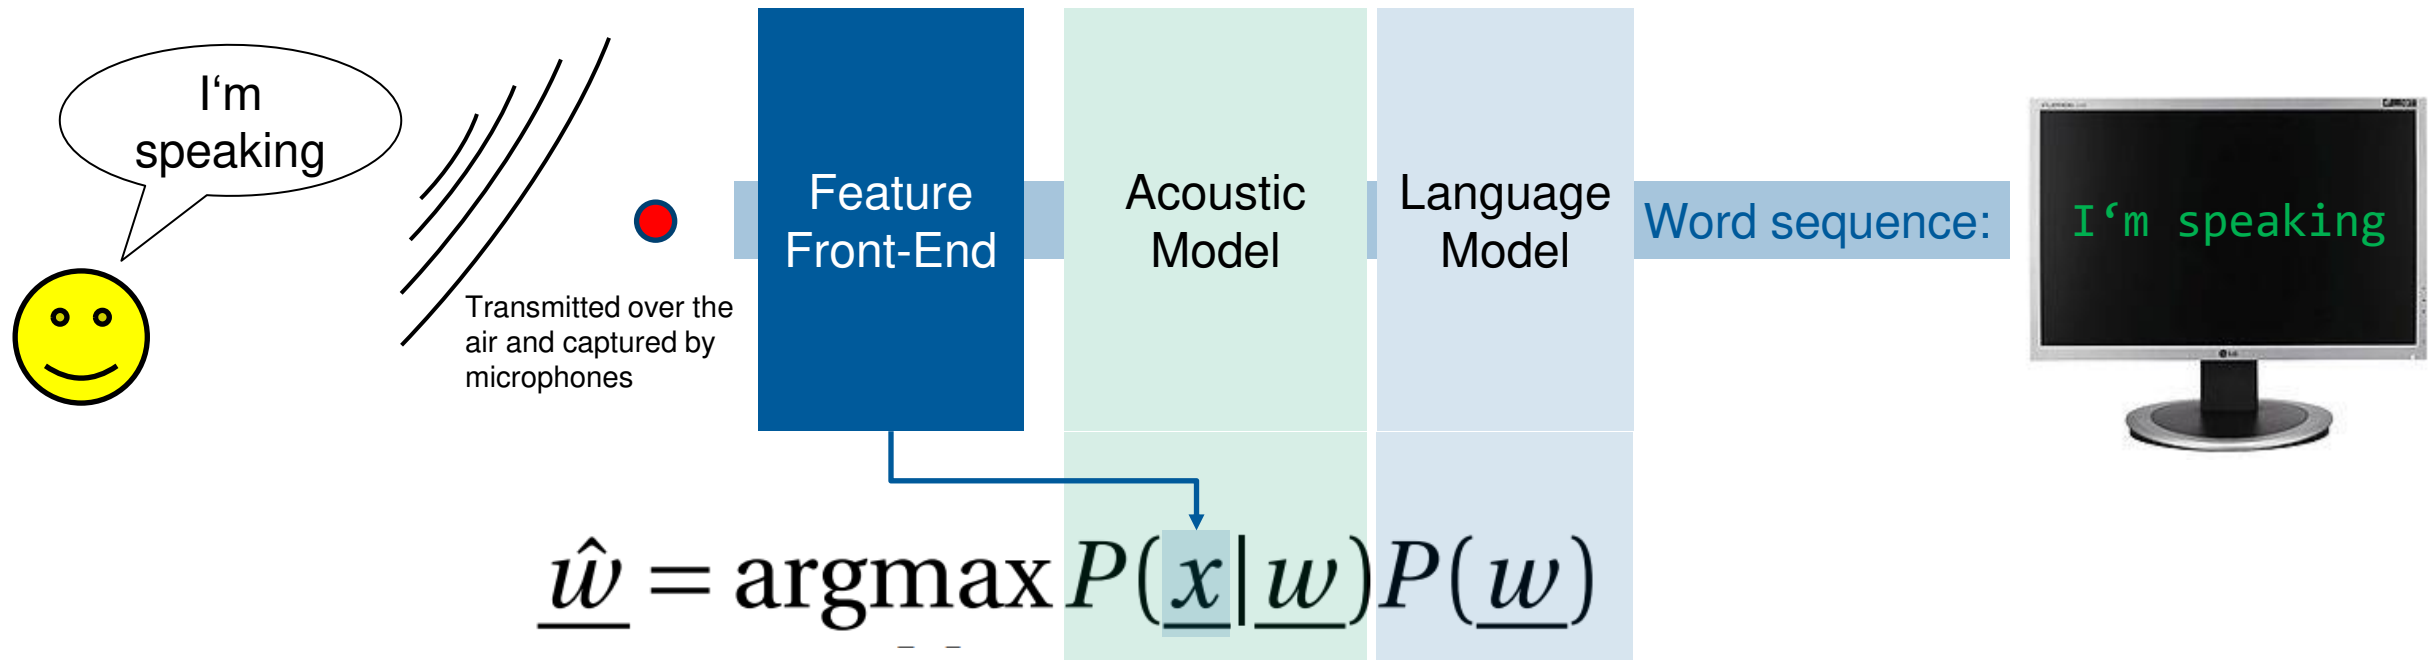 I‘m
speaking
Transmitted over the
air and captured by
microphones
Feature
Front-End
Acoustic
Model
Language
Model
Word sequence:
I‘m speaking
LG
ŵ = argmax P(x|w)P(w)